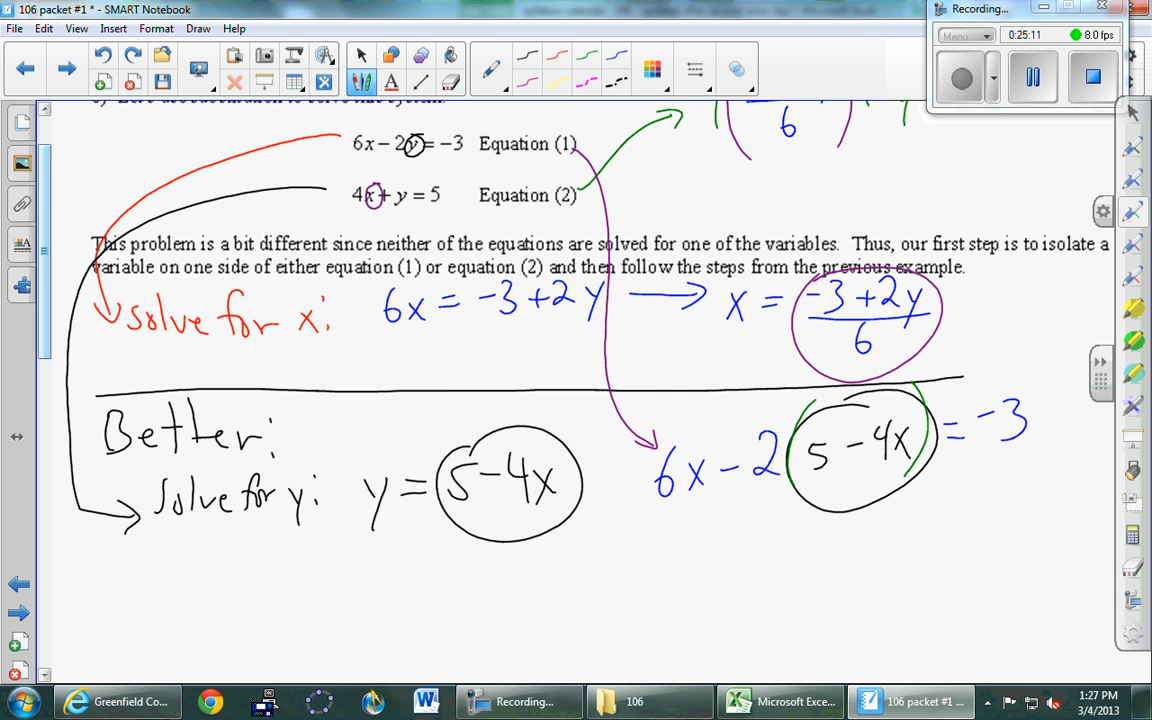 106 packet #1 * - SMART Notebook
Recording...
File Edit View Insert Format Draw Help
Menu
0:25:11
8.0 fps
6
6x − 2y = −3 Equation (1)
4x + y = 5 Equation (2)
This problem is a bit different since neither of the equations are solved for one of the variables. Thus, our first step is to isolate a
variable on one side of either equation (1) or equation (2) and then follow the steps from the previous example.
solve for x: 6x = -3 + 2y → x = (-3 + 2y)/6
Better:
Solve for y: y = 5 - 4x
6x - 2(5 - 4x) = -3
Greenfield Co...
Recording...
106
Microsoft Exce...
106 packet #1 ...
1:27 PM
3/4/2013